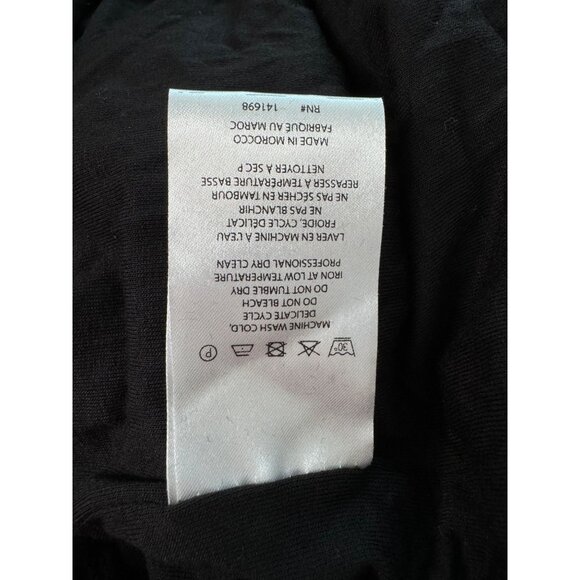 30°
P
MACHINE WASH COLD,
DELICATE CYCLE
DO NOT BLEACH
DO NOT TUMBLE DRY
IRON AT LOW TEMPERATURE
PROFESSIONAL DRY CLEAN
LAVER EN MACHINE À L'EAU
FROIDE, CYCLE DÉLICAT
NE PAS BLANCHIR
NE PAS SÉCHER EN TAMBOUR
REPASSER À TEMPÉRATURE BASSE
NETTOYER À SEC P
MADE IN MOROCCO
FABRIQUÉ AU MAROC
RN# 141698